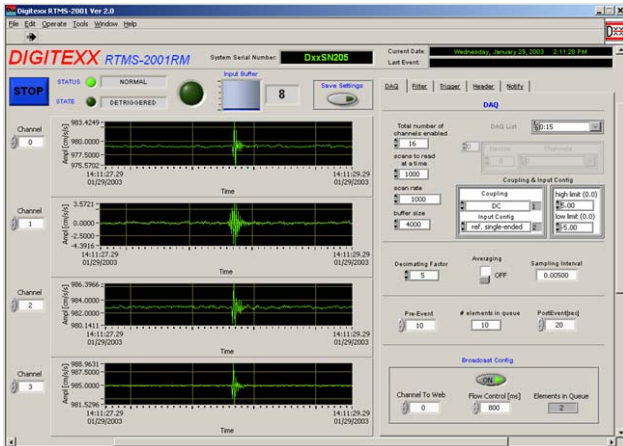 Digitexx RTMS-2001 Ver 2.0
File Edit Operate Tools Window Help
DIGITEXX RTMS-2001RM
System Serial Number: DxxSN205
Current Date: Wednesday, January 29, 2003 2:11:28 PM
Last Event:
STOP
STATUS NORMAL
STATE DETRIGGERED
Input Buffer
8
Save Settings
DAQ Filter Trigger Header Notify
DAQ
Total number of channels enabled
16
scans to read at a time
1000
scan rate
1000
buffer size
4000
DAQ List
0:15
Channels
Coupling & Input Config
Coupling
DC 1
Input Config
ref. single-ended 2
high limit (0.0)
5.00
low limit (0.0)
-5.00
Decimating Factor
5
Averaging
OFF
Sampling Interval
0.00500
Pre-Event
10
# elements in queue
10
PostEvent[sec]
20
Broadcast Config
ON
Channel To Web
0
Flow Control [ms]
800
Elements in Queue
2
Channel
0
Ampl [cm/s/s]
983.4249
980.0000
977.5000
975.5702
14:11:27.29
01/29/2003
14:11:29.29
01/29/2003
Time
Channel
1
Ampl [cm/s/s]
3.5721
0.0000
-2.5000
-4.3916
14:11:27.29
01/29/2003
14:11:29.29
01/29/2003
Time
Channel
2
Ampl [cm/s/s]
986.3966
984.0000
982.0000
980.1411
14:11:27.29
01/29/2003
14:11:29.29
01/29/2003
Time
Channel
3
Ampl [cm/s/s]
988.9631
987.5000
985.0000
981.5296
14:11:27.29
01/29/2003
14:11:29.29
01/29/2003
Time